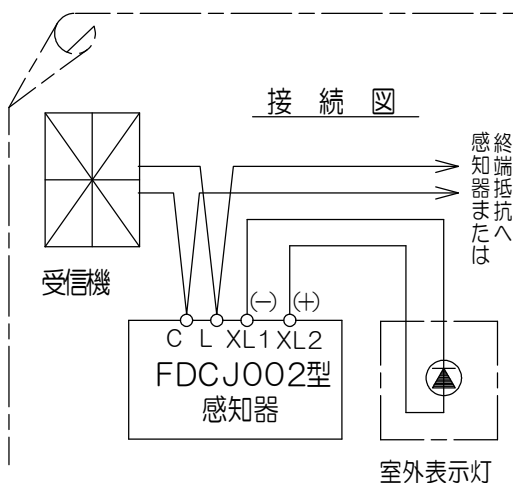 接続図
感知器または
終端抵抗へ
受信機
(−) (+)
C L XL1 XL2
FDCJ002型
感知器
室外表示灯